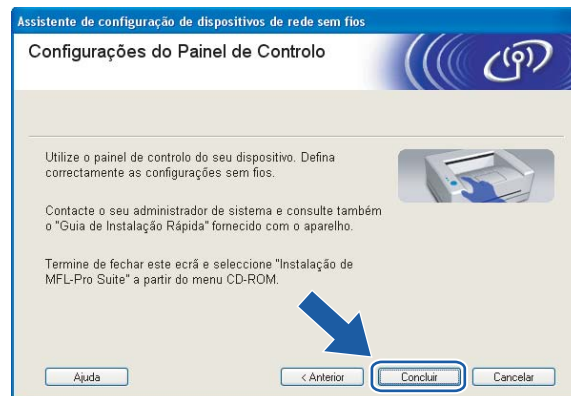 Assistente de configuração de dispositivos de rede sem fios
Configurações do Painel de Controlo
Utilize o painel de controlo do seu dispositivo. Defina
correctamente as configurações sem fios.
Contacte o seu administrador de sistema e consulte também
o "Guia de Instalação Rápida" fornecido com o aparelho.
Termine de fechar este ecrã e seleccione "Instalação de
MFL-Pro Suite" a partir do menu CD-ROM.
Ajuda
< Anterior
Concluir
Cancelar